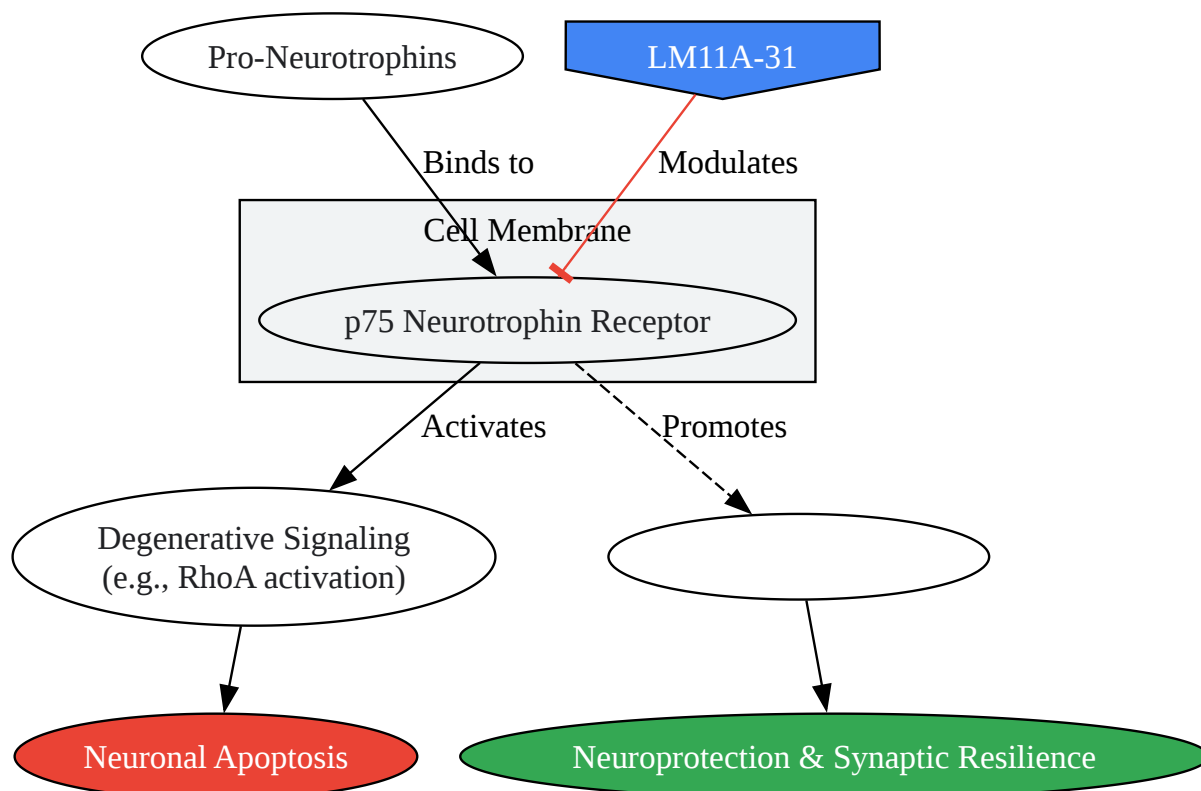 Pro-Neurotrophins
LM11A-31
Binds to
Modulates
Cell Membrane
p75 Neurotrophin Receptor
Activates
Promotes
Degenerative Signaling
(e.g., RhoA activation)
Neuronal Apoptosis
Neuroprotection & Synaptic Resilience